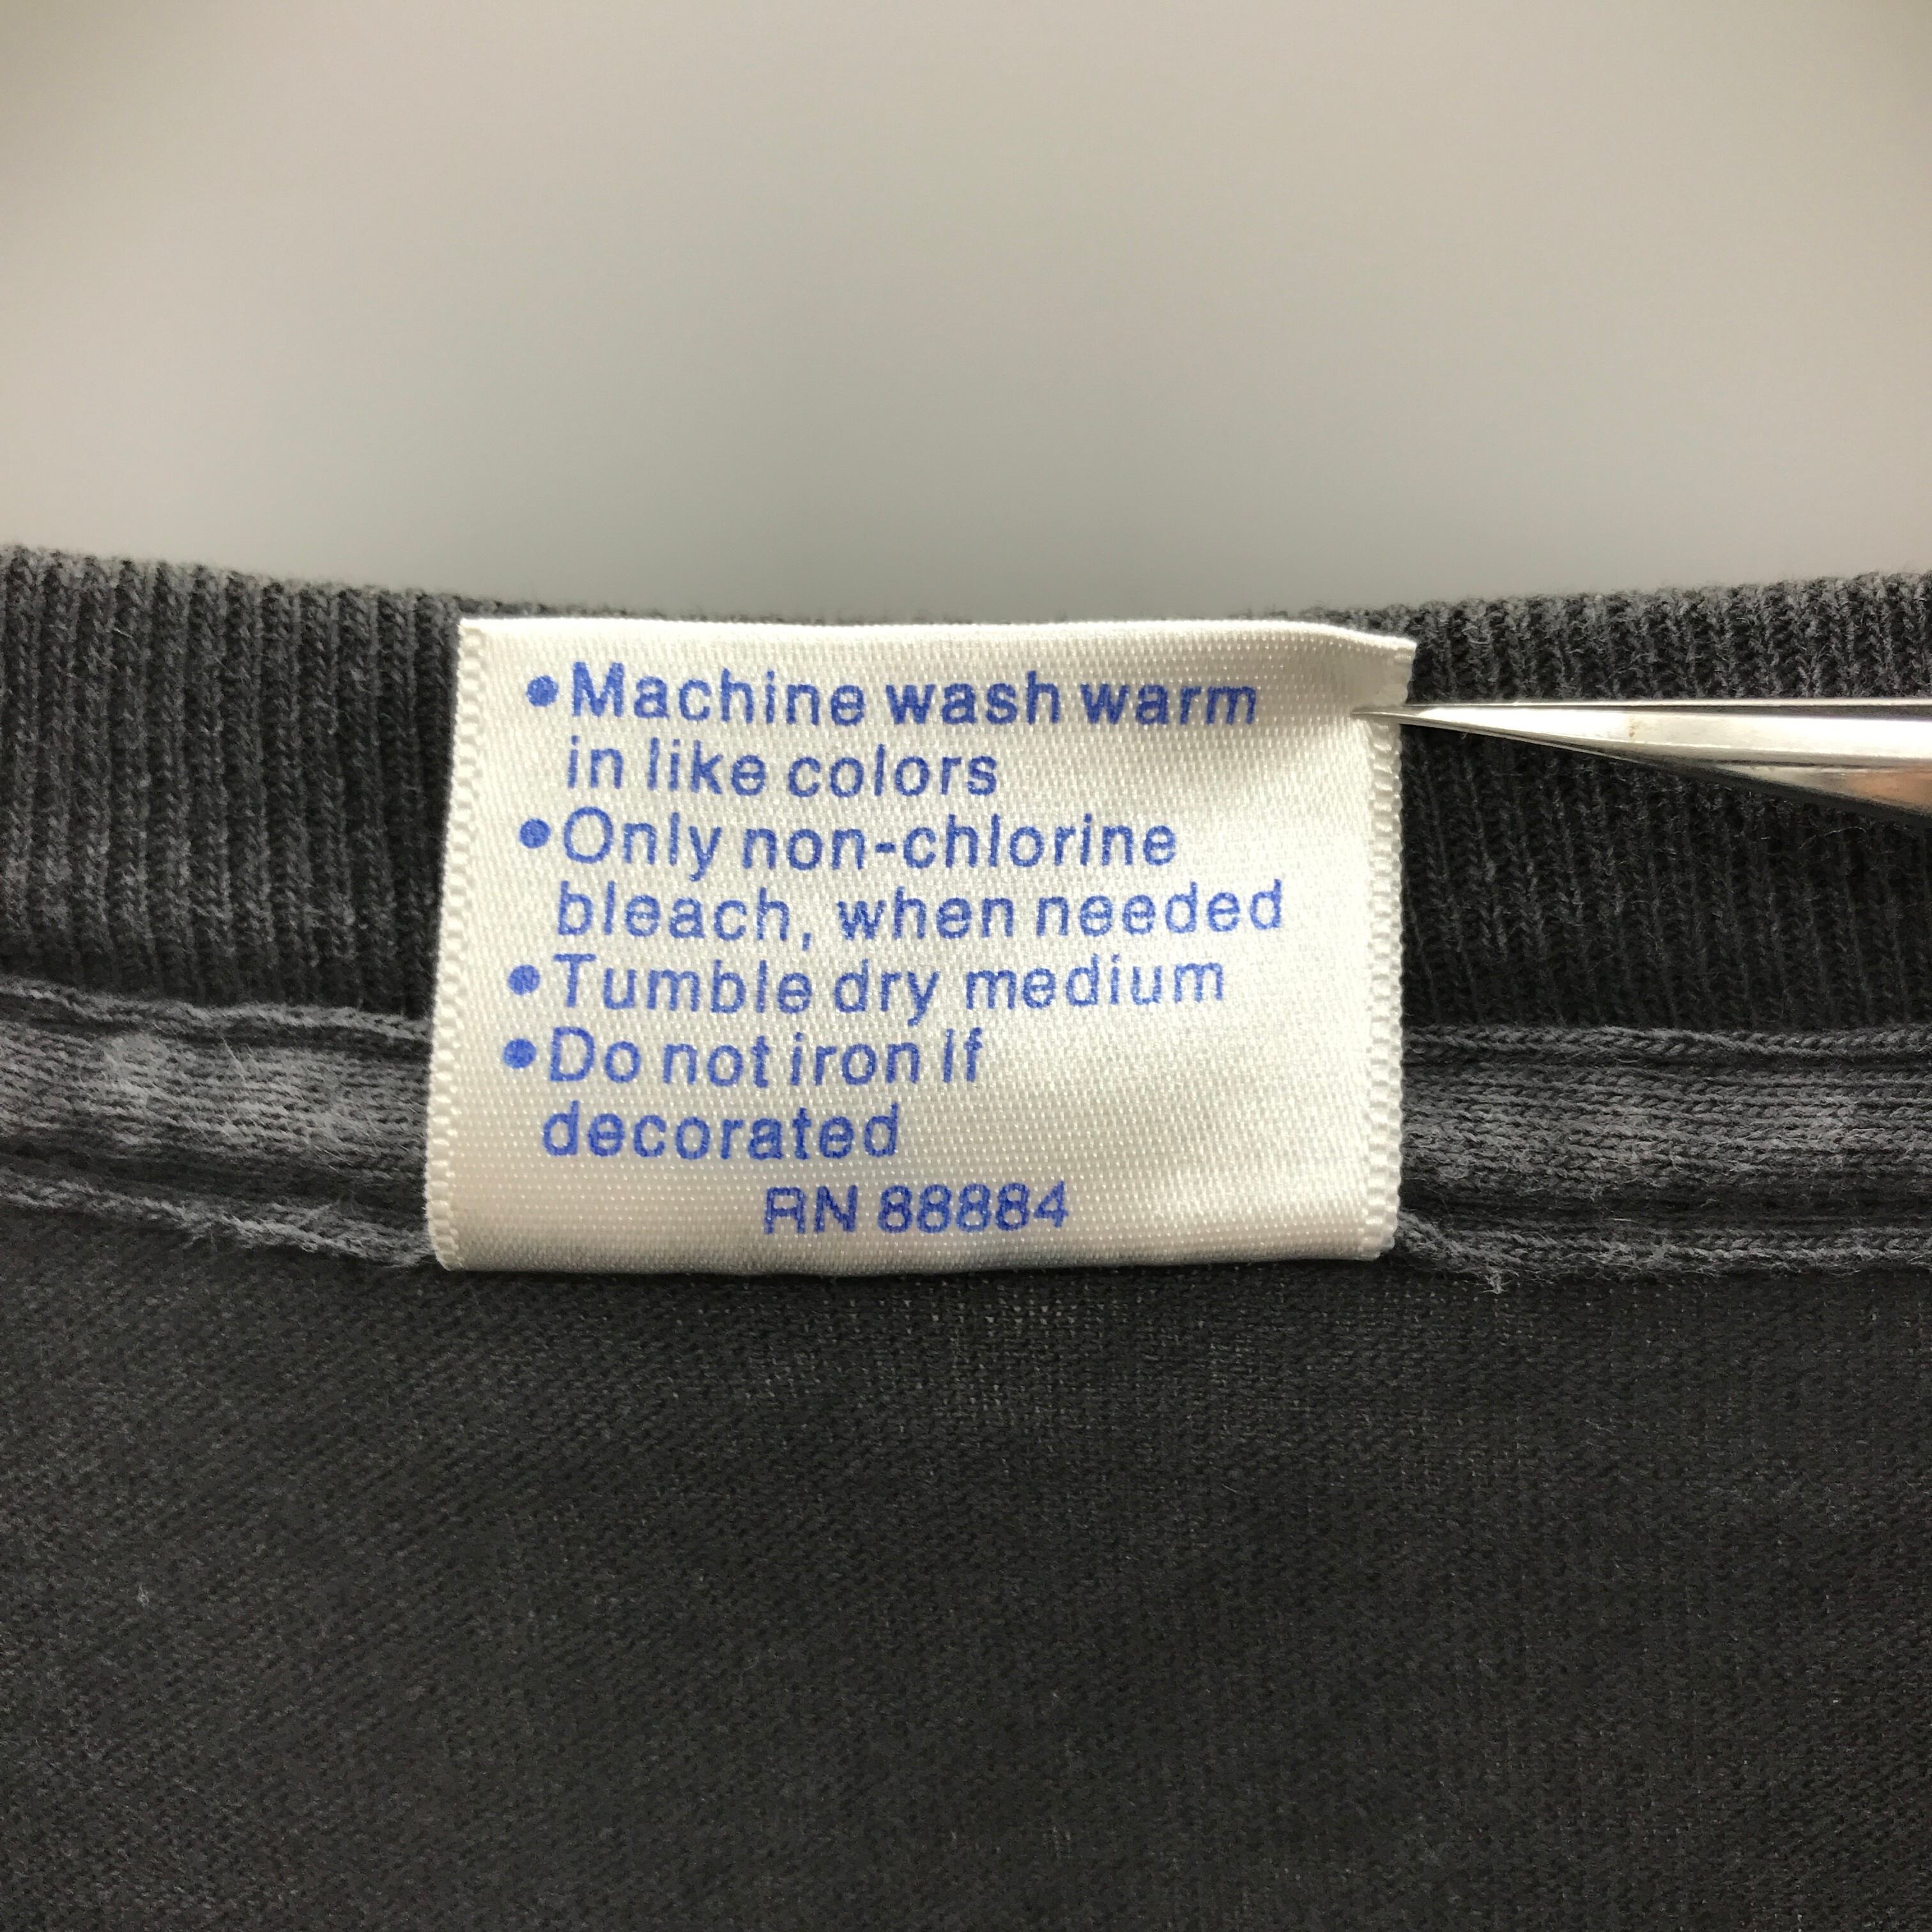 •Machine wash warm
in like colors
•Only non-chlorine
bleach, when needed
•Tumble dry medium
•Do not iron if
decorated
RN 88884